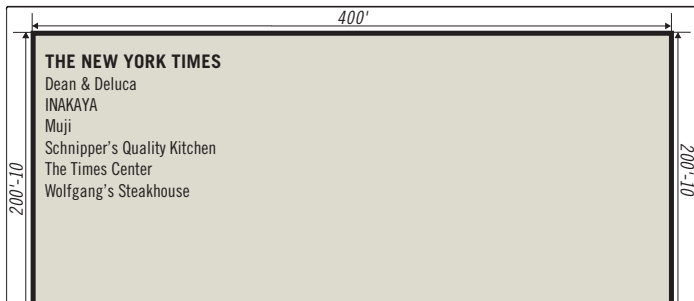 400'
THE NEW YORK TIMES
Dean & Deluca
INAKAYA
Muji
Schnipper's Quality Kitchen
The Times Center
Wolfgang's Steakhouse
200'-10
200'-10